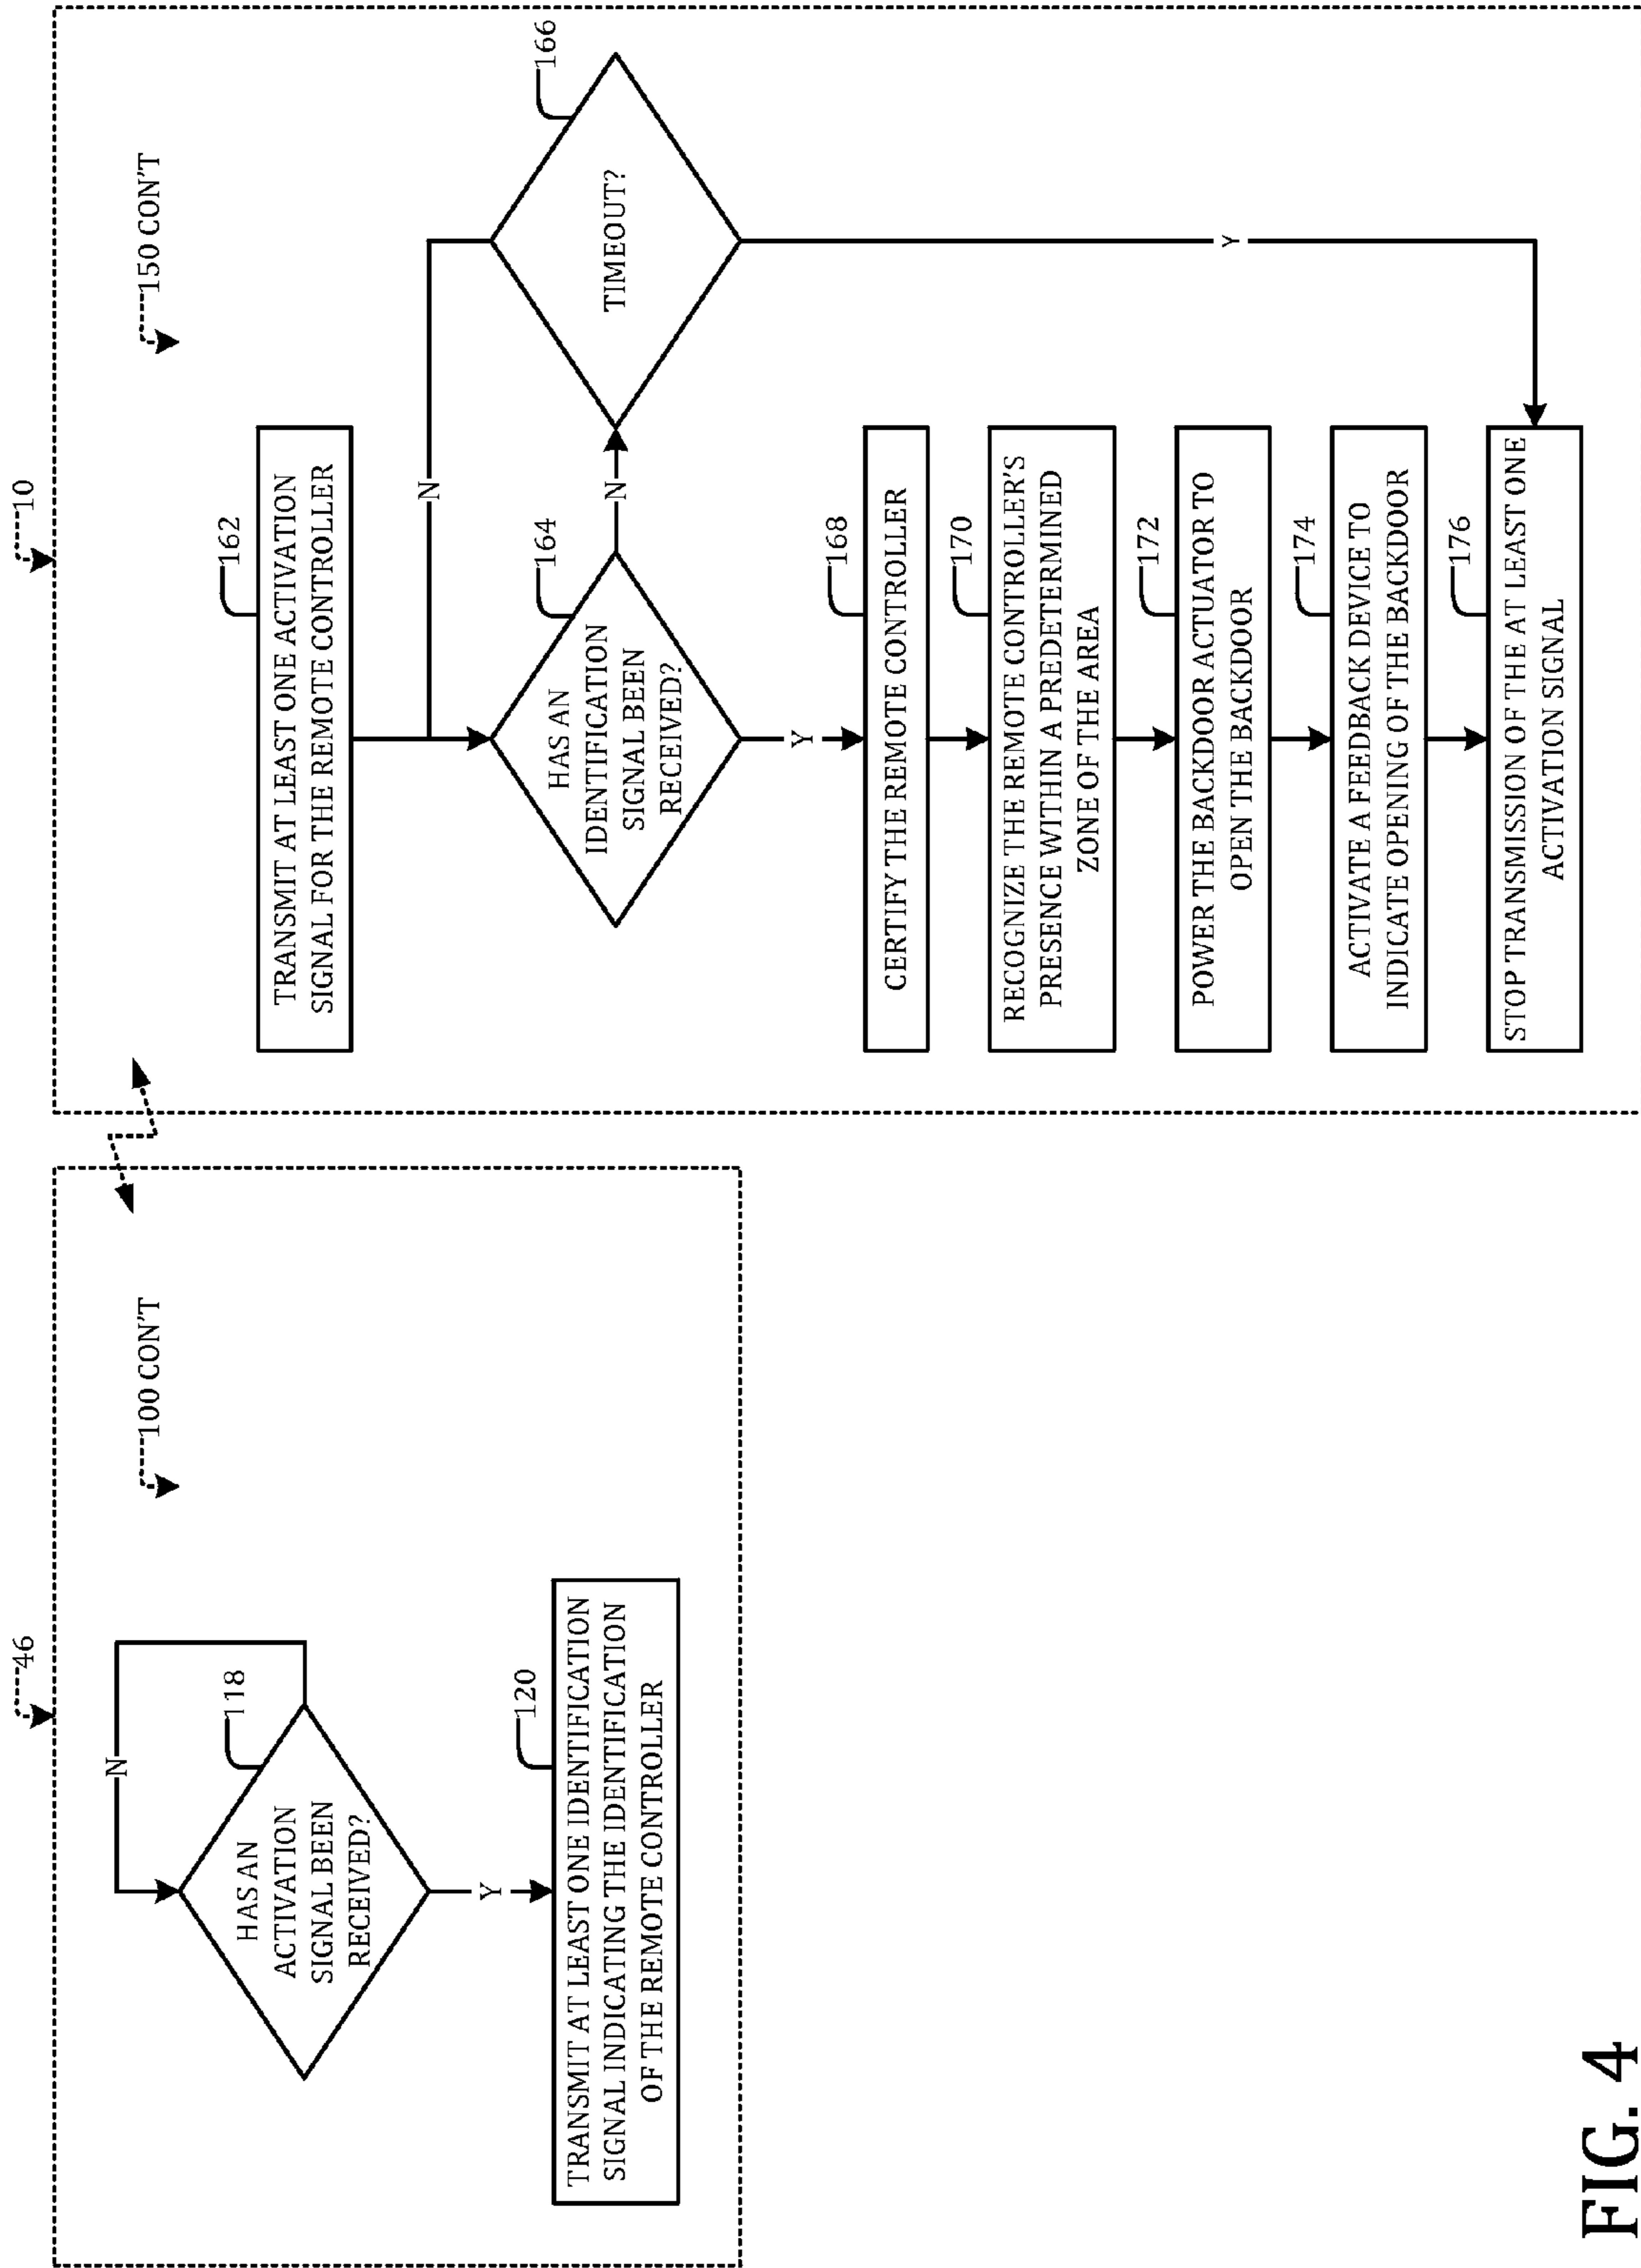 46
100 CON'T
N
118
HAS AN
ACTIVATION
SIGNAL BEEN
RECEIVED?
Y
120
TRANSMIT AT LEAST ONE IDENTIFICATION
SIGNAL INDICATING THE IDENTIFICATION
OF THE REMOTE CONTROLLER
10
150 CON'T
162
TRANSMIT AT LEAST ONE ACTIVATION
SIGNAL FOR THE REMOTE CONTROLLER
N
164
HAS AN
IDENTIFICATION
SIGNAL BEEN
RECEIVED?
N
166
TIMEOUT?
Y
Y
168
CERTIFY THE REMOTE CONTROLLER
170
RECOGNIZE THE REMOTE CONTROLLER'S
PRESENCE WITHIN A PREDETERMINED
ZONE OF THE AREA
172
POWER THE BACKDOOR ACTUATOR TO
OPEN THE BACKDOOR
174
ACTIVATE A FEEDBACK DEVICE TO
INDICATE OPENING OF THE BACKDOOR
176
STOP TRANSMISSION OF THE AT LEAST ONE
ACTIVATION SIGNAL
FIG. 4